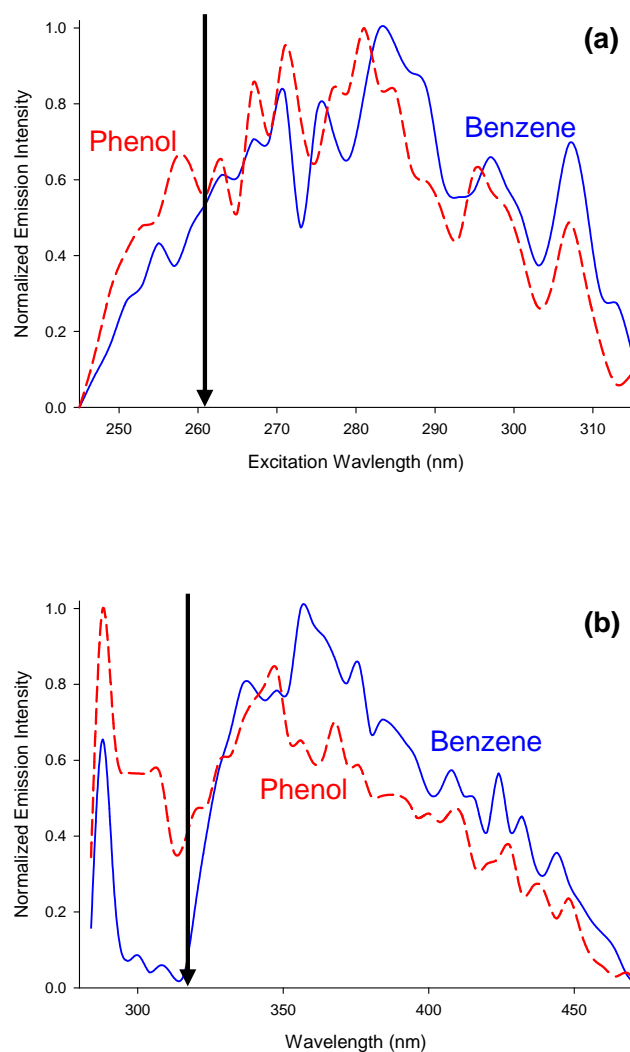 (a)
Normalized Emission Intensity
1.0
0.8
0.6
0.4
0.2
0.0
Phenol
Benzene
250 260 270 280 290 300 310
Excitation Wavlength (nm)
(b)
Normalized Emission Intensity
1.0
0.8
0.6
0.4
0.2
0.0
Benzene
Phenol
300 350 400 450
Wavelength (nm)